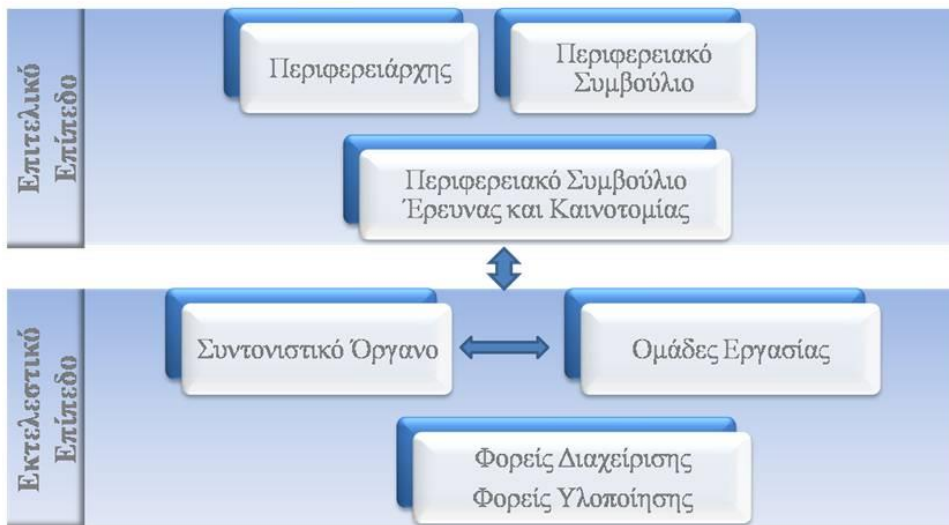 Επιτελικό
Επίπεδο
Περιφερειάρχης
Περιφερειακό
Συμβούλιο
Περιφερειακό Συμβούλιο
Έρευνας και Καινοτομίας
Εκτελεστικό
Επίπεδο
Συντονιστικό Όργανο
Ομάδες Εργασίας
Φορείς Διαχείρισης
Φορείς Υλοποίησης